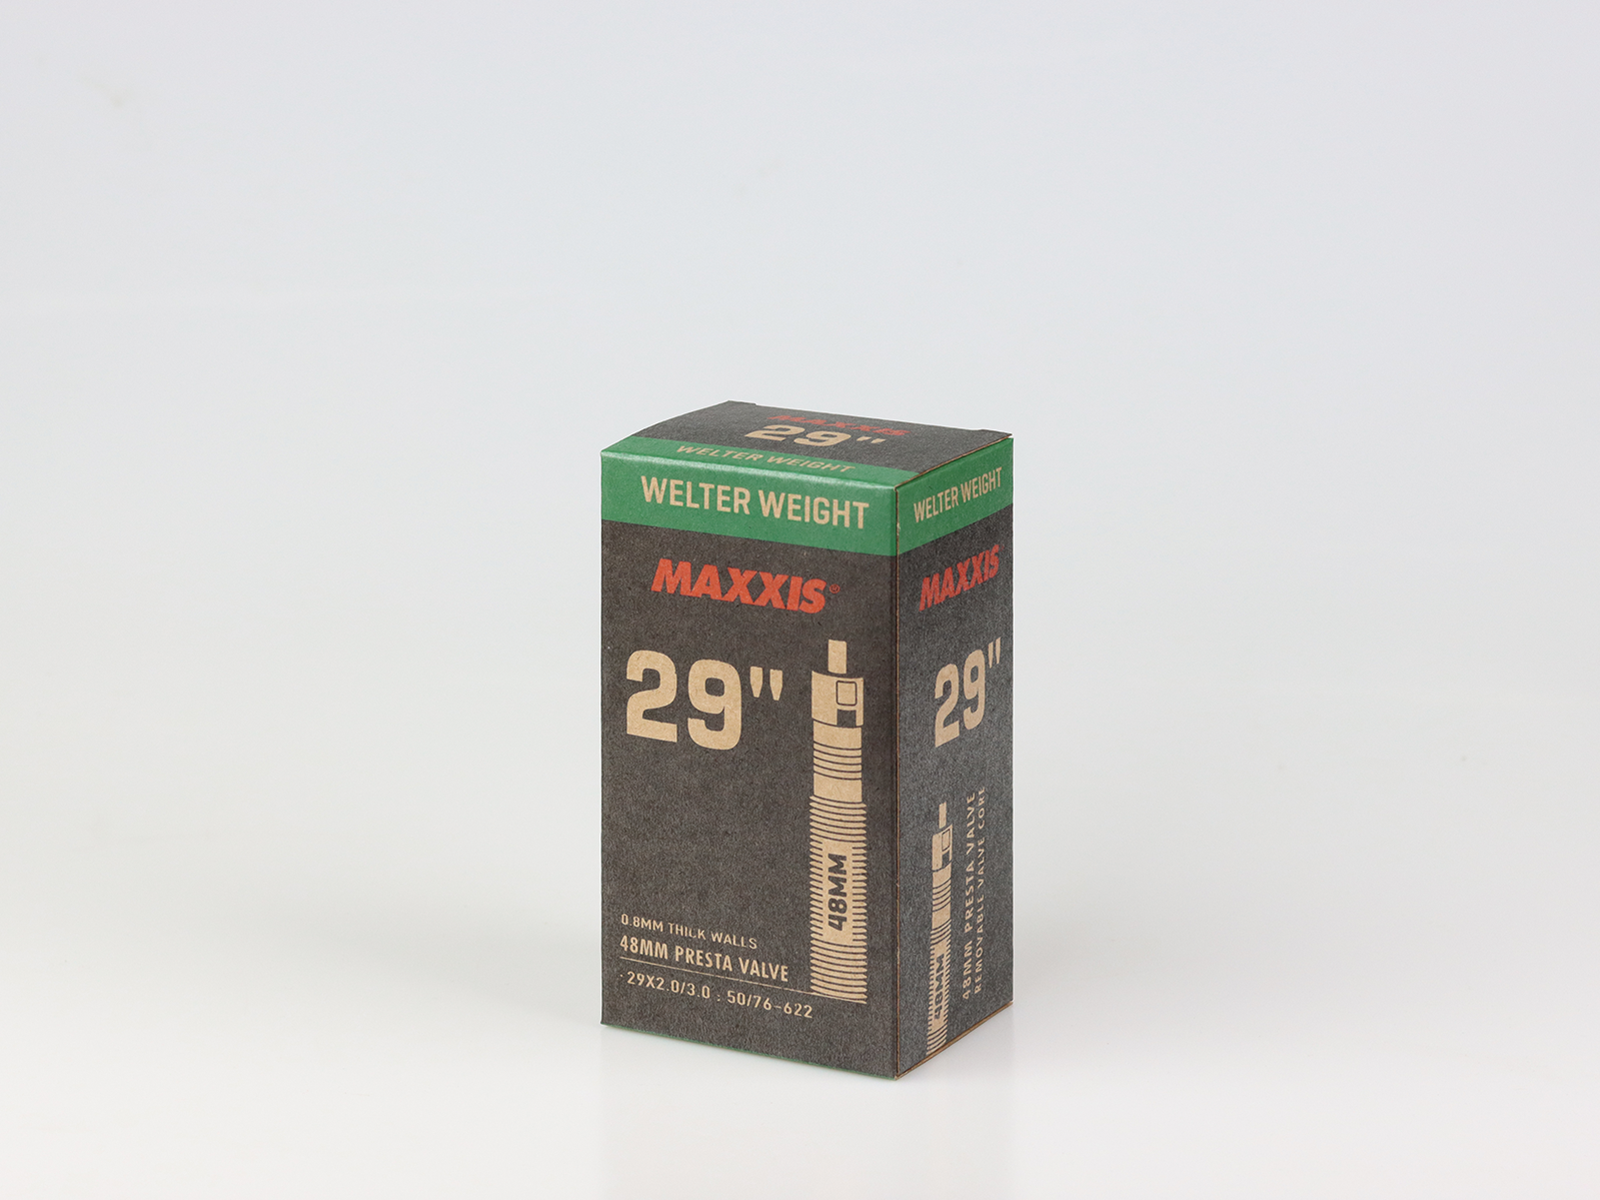 MAXXIS
29"
WELTER WEIGHT
WELTER WEIGHT
MAXXIS®
29"
48MM
0.8MM THICK WALLS
48MM PRESTA VALVE
29X2.0/3.0 . 50/76-622
WELTER WEIGHT
MAXXIS
29"
48MM PRESTA VALVE
REMOVABLE VALVE CORE
48MM